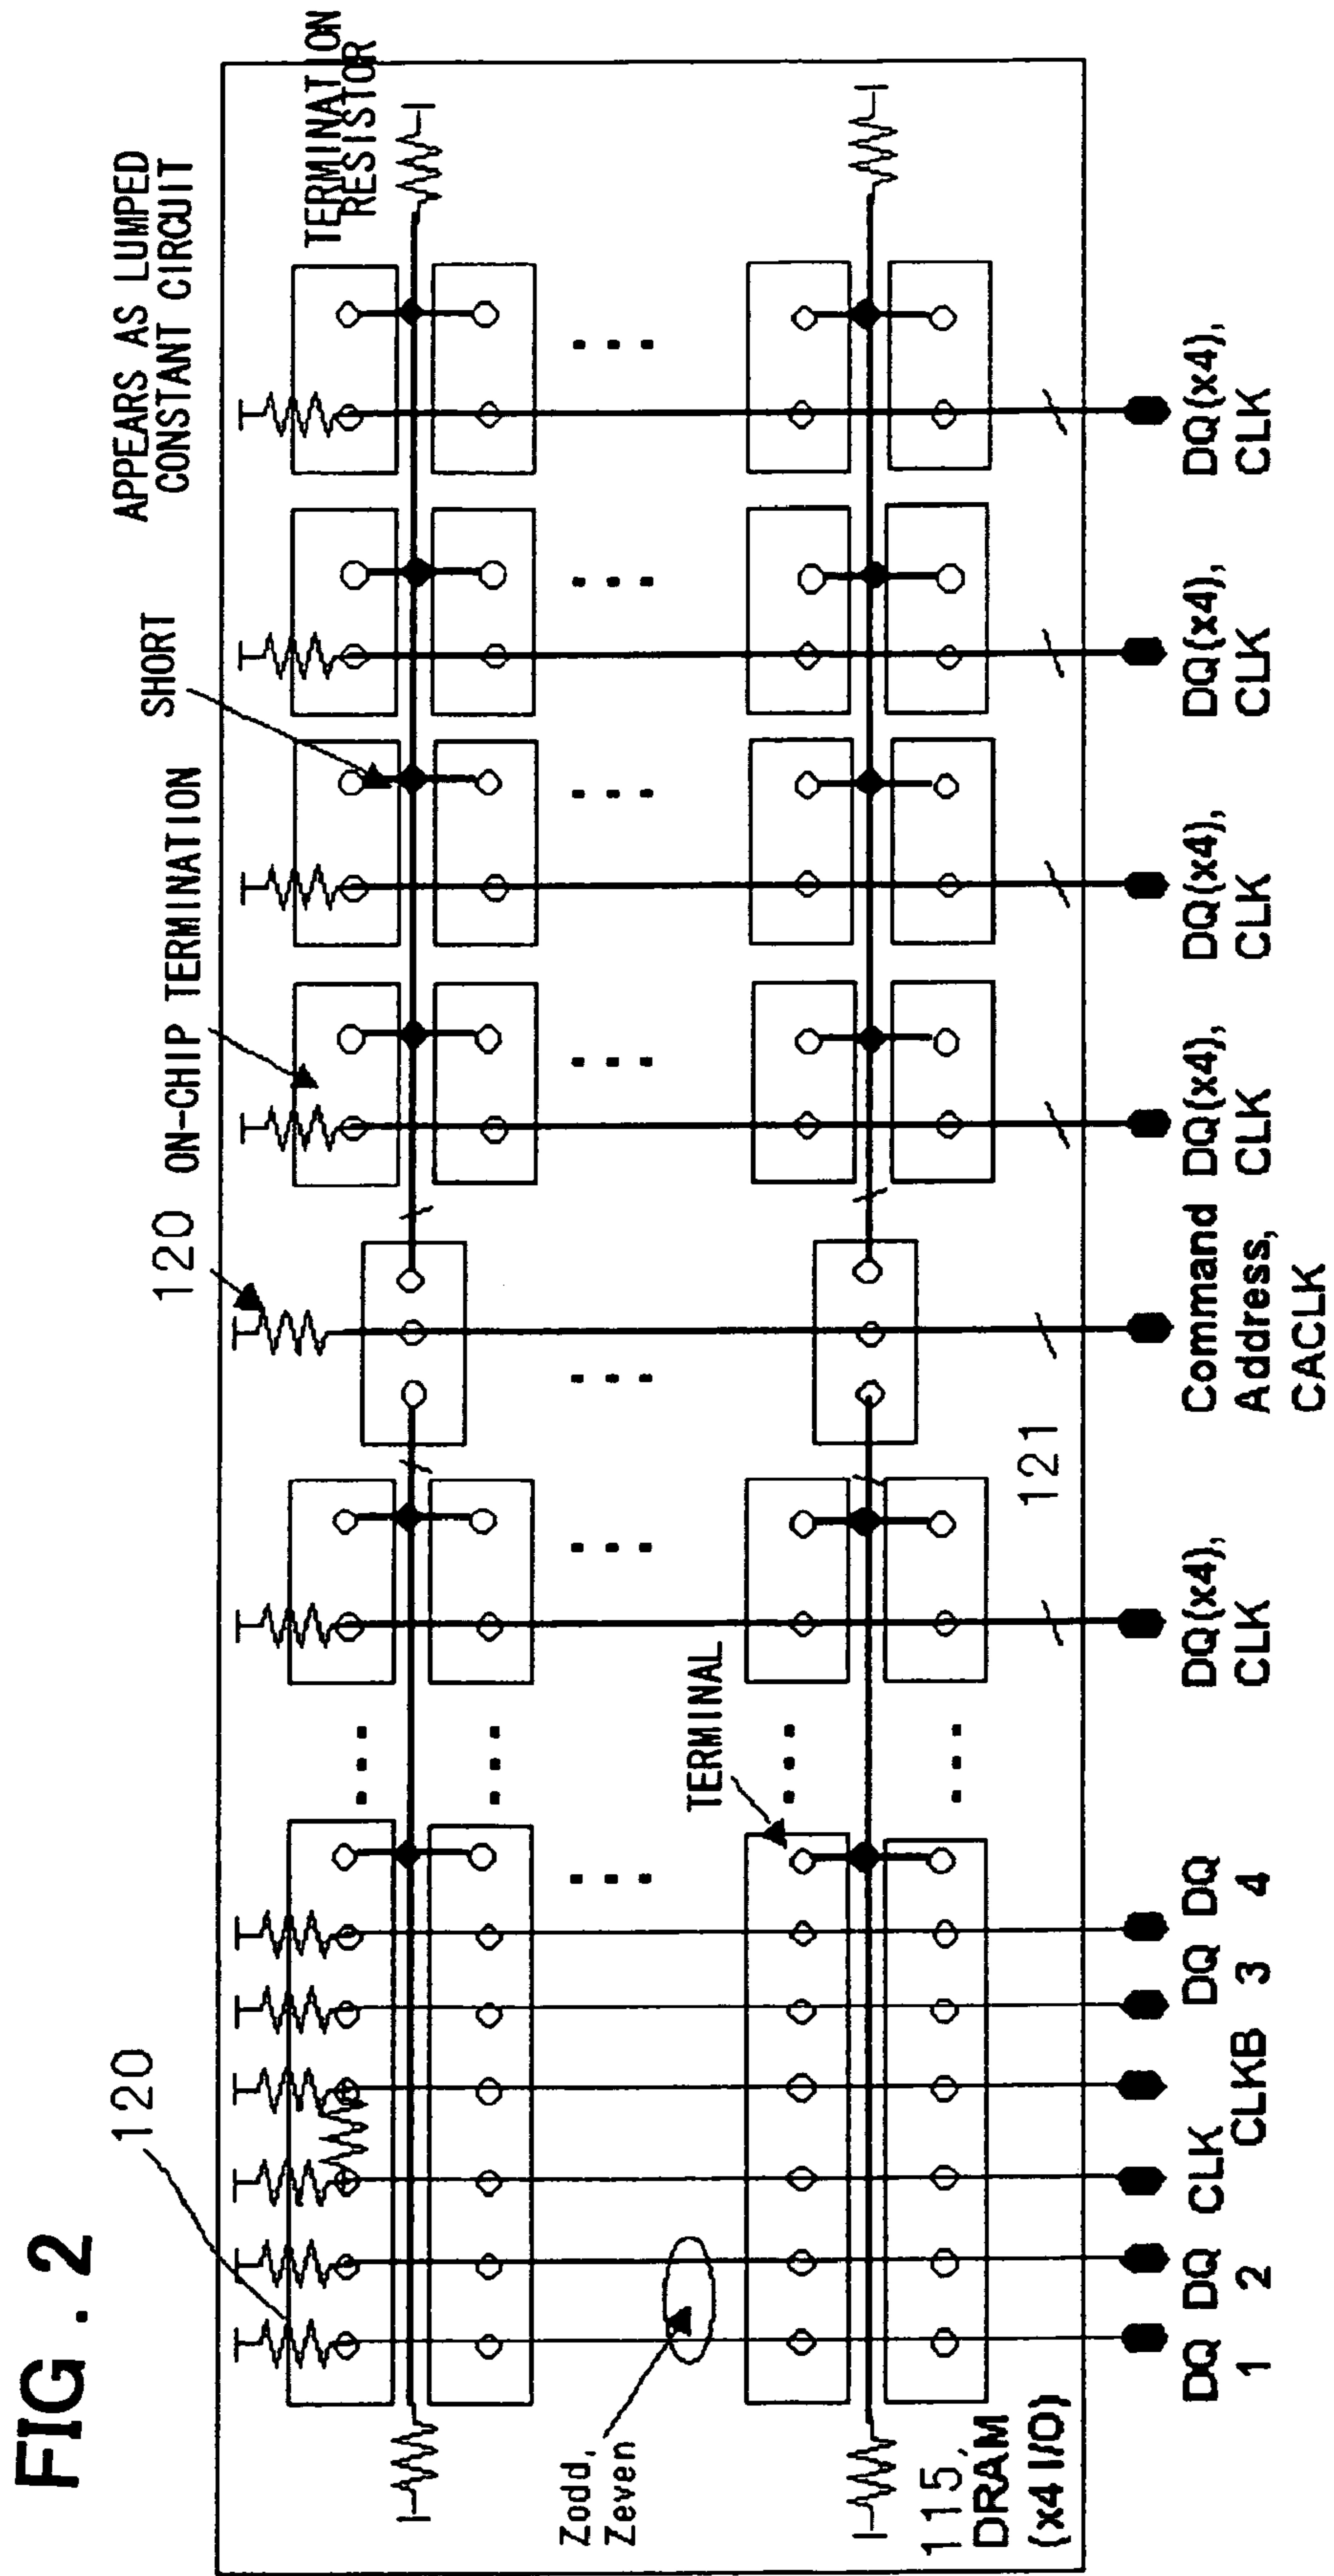 FIG. 2
120
Zodd,
Zeven
115,
DRAM
(x4 I/O)
TERMINAL
120
ON-CHIP TERMINATION
SHORT
APPEARS AS LUMPED
CONSTANT CIRCUIT
TERMINATION
RESISTOR
121
DQ
1
DQ
2
CLK
CLKB
DQ
3
DQ
4
DQ(x4),
CLK
Command
Address,
CACLK
DQ(x4),
CLK
DQ(x4),
CLK
DQ(x4),
CLK
DQ(x4),
CLK